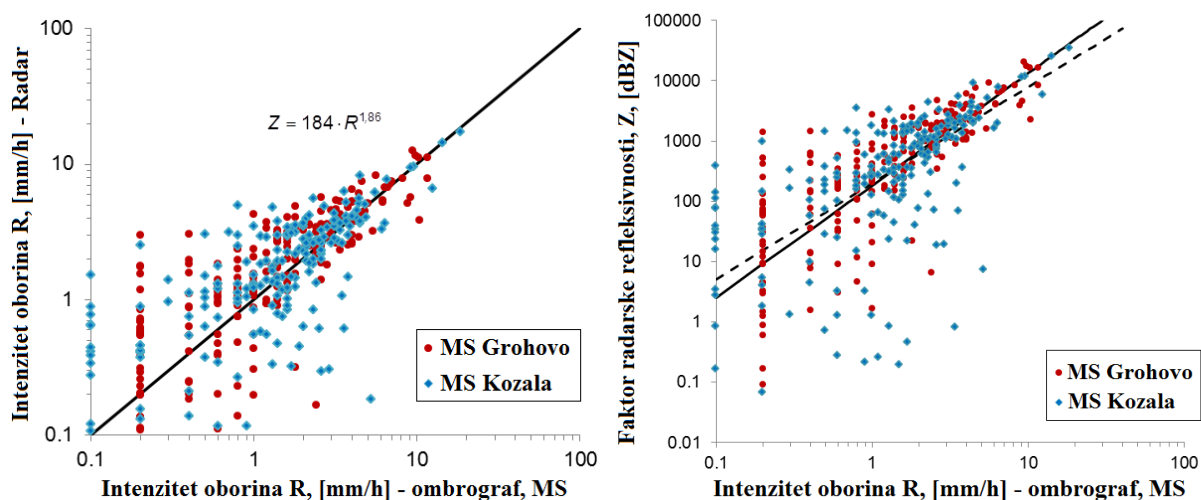 100
10
1
0.1
0.1
1
10
100
Intenzitet oborina R, [mm/h] - Radar
Z = 184 · R^1,86
MS Grohovo
MS Kozala
Intenzitet oborina R, [mm/h] - ombrograf, MS
100000
10000
1000
100
10
1
0.1
0.01
0.1
1
10
100
Faktor radarske refleksivnosti, Z, [dBZ]
MS Grohovo
MS Kozala
Intenzitet oborina R, [mm/h] - ombrograf, MS